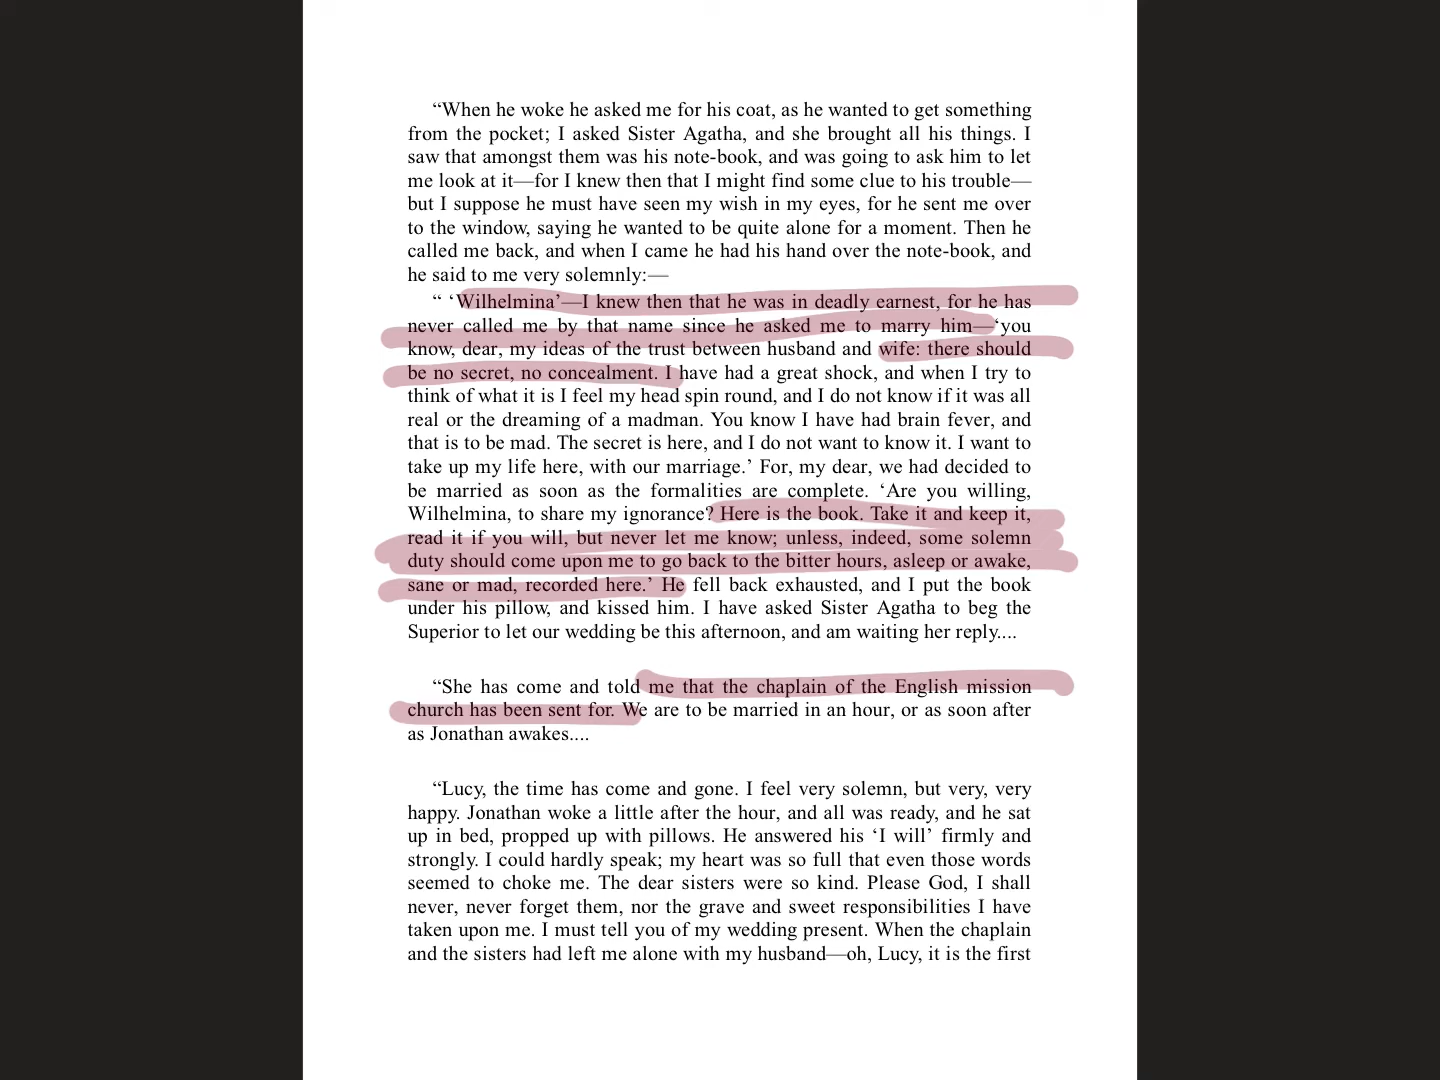 “When he woke he asked me for his coat, as he wanted to get something
from the pocket; I asked Sister Agatha, and she brought all his things. I
saw that amongst them was his note-book, and was going to ask him to let
me look at it—for I knew then that I might find some clue to his trouble—
but I suppose he must have seen my wish in my eyes, for he sent me over
to the window, saying he wanted to be quite alone for a moment. Then he
called me back, and when I came he had his hand over the note-book, and
he said to me very solemnly:—
“ ‘Wilhelmina’—I knew then that he was in deadly earnest, for he has
never called me by that name since he asked me to marry him—‘you
know, dear, my ideas of the trust between husband and wife: there should
be no secret, no concealment. I have had a great shock, and when I try to
think of what it is I feel my head spin round, and I do not know if it was all
real or the dreaming of a madman. You know I have had brain fever, and
that is to be mad. The secret is here, and I do not want to know it. I want to
take up my life here, with our marriage.’ For, my dear, we had decided to
be married as soon as the formalities are complete. ‘Are you willing,
Wilhelmina, to share my ignorance? Here is the book. Take it and keep it,
read it if you will, but never let me know; unless, indeed, some solemn
duty should come upon me to go back to the bitter hours, asleep or awake,
sane or mad, recorded here.’ He fell back exhausted, and I put the book
under his pillow, and kissed him. I have asked Sister Agatha to beg the
Superior to let our wedding be this afternoon, and am waiting her reply....
“She has come and told me that the chaplain of the English mission
church has been sent for. We are to be married in an hour, or as soon after
as Jonathan awakes....
“Lucy, the time has come and gone. I feel very solemn, but very, very
happy. Jonathan woke a little after the hour, and all was ready, and he sat
up in bed, propped up with pillows. He answered his ‘I will’ firmly and
strongly. I could hardly speak; my heart was so full that even those words
seemed to choke me. The dear sisters were so kind. Please God, I shall
never, never forget them, nor the grave and sweet responsibilities I have
taken upon me. I must tell you of my wedding present. When the chaplain
and the sisters had left me alone with my husband—oh, Lucy, it is the first